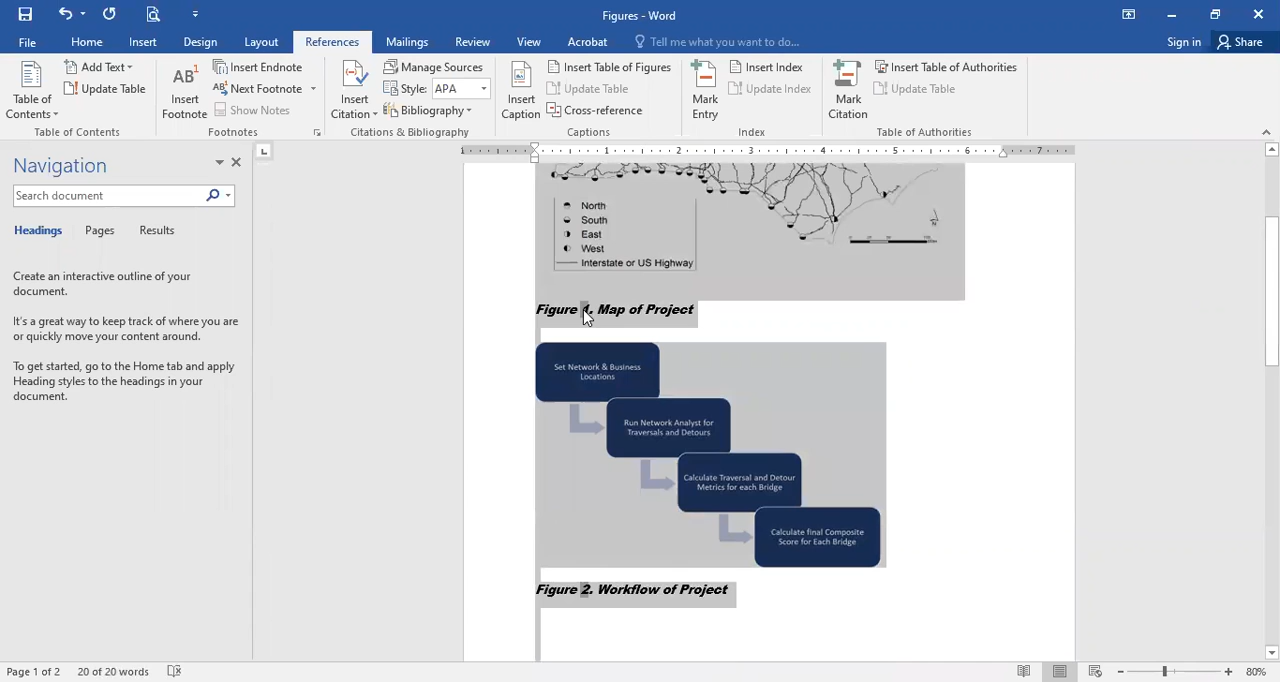 Figures - Word
File Home Insert Design Layout References Mailings Review View Acrobat Tell me what you want to do... Sign in Share
Table of Contents
Add Text
Update Table
Table of Contents
AB1
Insert Footnote
Insert Endnote
Next Footnote
Show Notes
Footnotes
Insert Citation
Manage Sources
Style: APA
Bibliography
Citations & Bibliography
Insert Caption
Insert Table of Figures
Update Table
Cross-reference
Captions
Mark Entry
Insert Index
Update Index
Index
Mark Citation
Insert Table of Authorities
Update Table
Table of Authorities
Navigation
Search document
Headings Pages Results
Create an interactive outline of your
document.
It's a great way to keep track of where you are
or quickly move your content around.
To get started, go to the Home tab and apply
Heading styles to the headings in your
document.
1 1 2 3 4 5 6 7
North
South
East
West
Interstate or US Highway
Figure 1. Map of Project
Set Network & Business
Locations
Run Network Analyst for
Traversals and Detours
Calculate Traversal and Detour
Metrics for each Bridge
Calculate final Composite
Score for Each Bridge
Figure 2. Workflow of Project
Page 1 of 2 20 of 20 words 80%